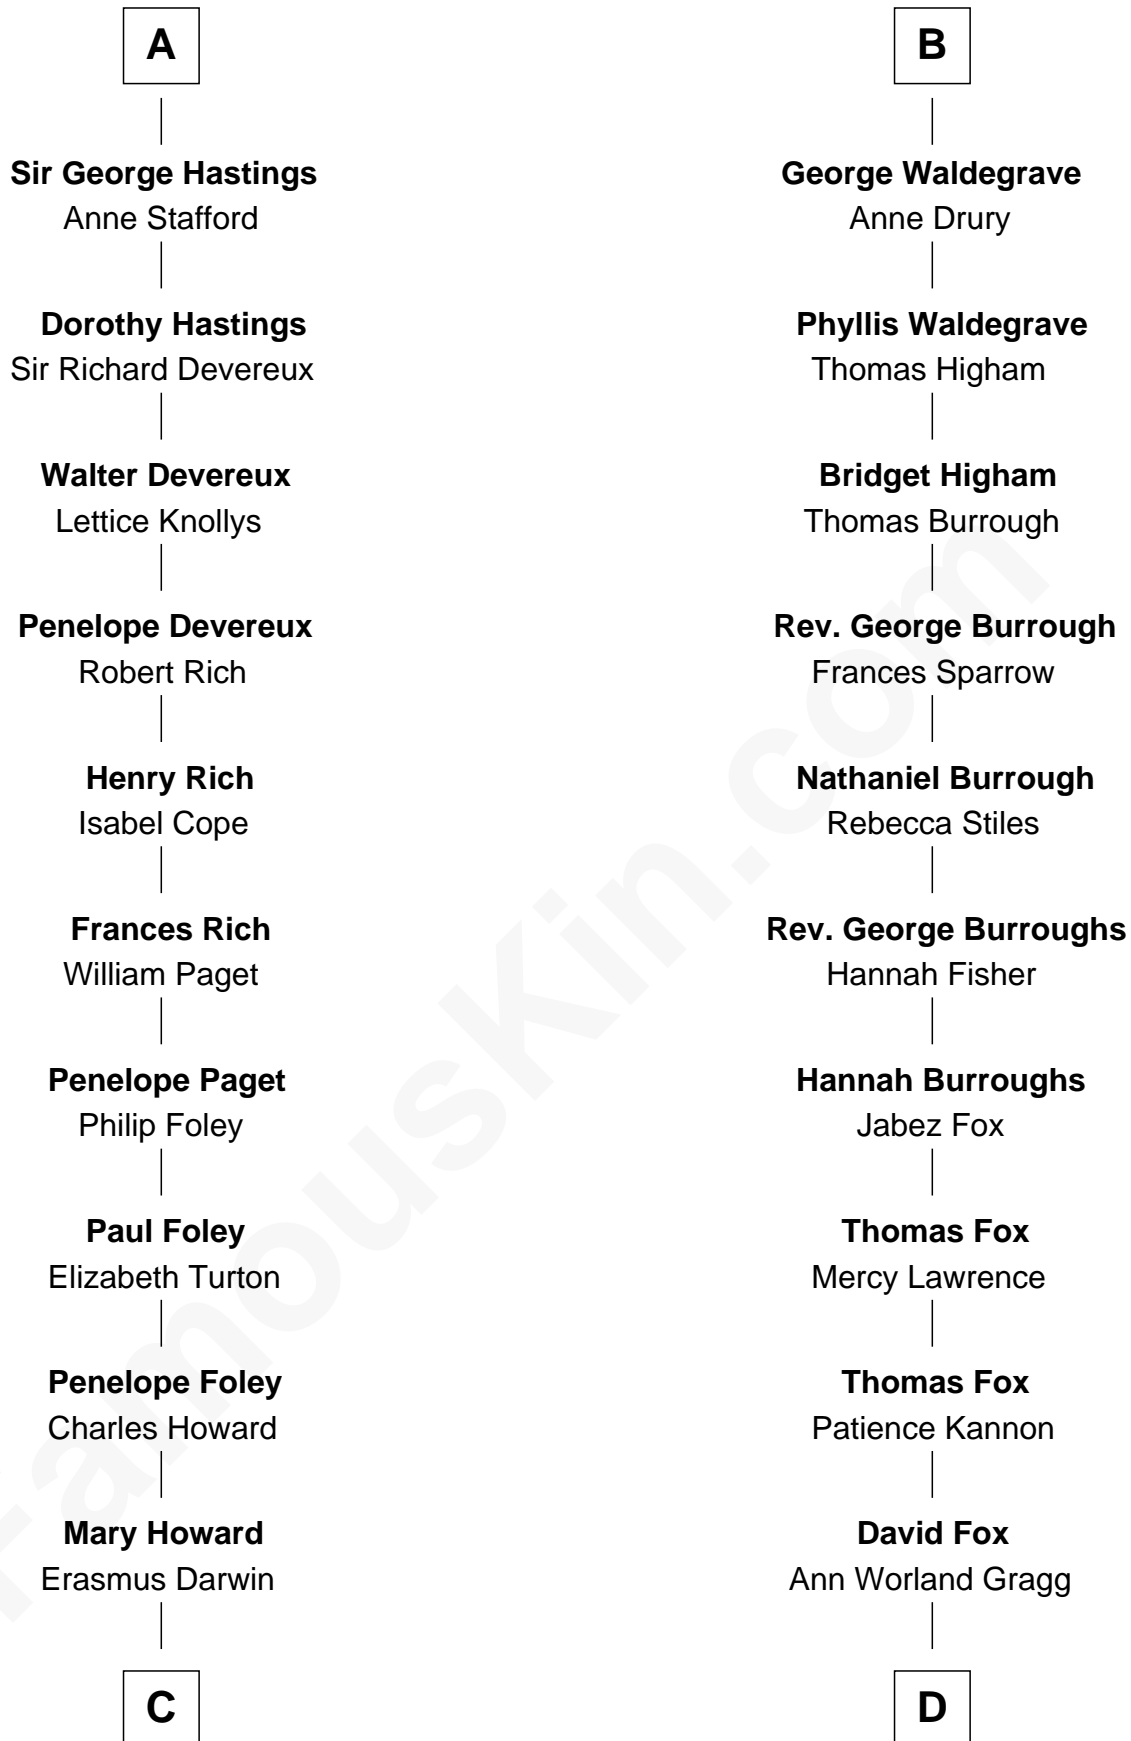 A
Sir George Hastings
Anne Stafford
Dorothy Hastings
Sir Richard Devereux
Walter Devereux
Lettice Knollys
Penelope Devereux
Robert Rich
Henry Rich
Isabel Cope
Frances Rich
William Paget
Penelope Paget
Philip Foley
Paul Foley
Elizabeth Turton
Penelope Foley
Charles Howard
Mary Howard
Erasmus Darwin
C
B
George Waldegrave
Anne Drury
Phyllis Waldegrave
Thomas Higham
Bridget Higham
Thomas Burrough
Rev. George Burrough
Frances Sparrow
Nathaniel Burrough
Rebecca Stiles
Rev. George Burroughs
Hannah Fisher
Hannah Burroughs
Jabez Fox
Thomas Fox
Mercy Lawrence
Thomas Fox
Patience Kannon
David Fox
Ann Worland Gragg
D
FamousKin.com